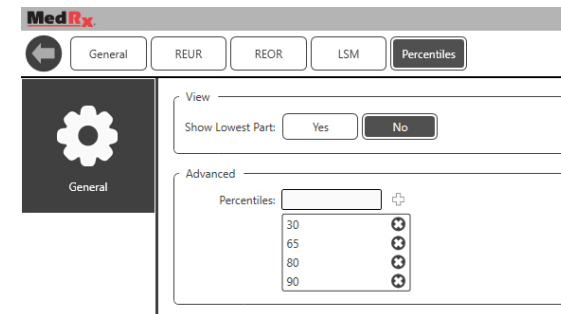 MedRx
General REUR REOR LSM Percentiles
View
Show Lowest Part: Yes No
General
Advanced
Percentiles:
30
65
80
90